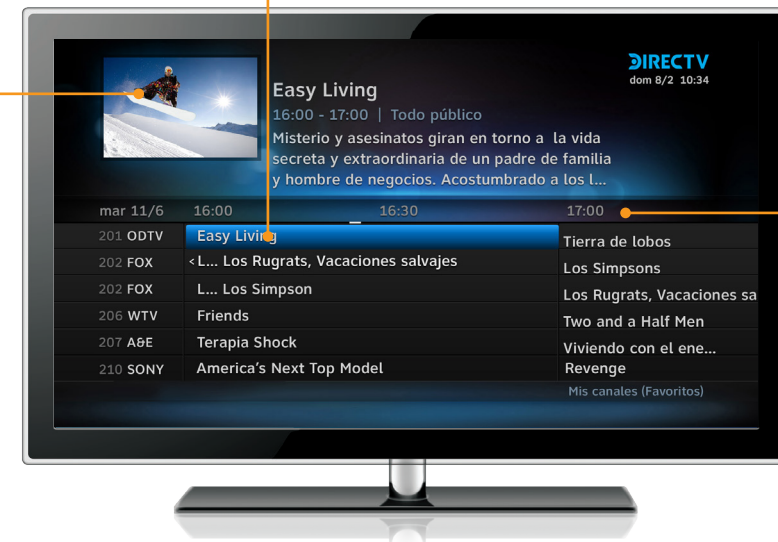 DIRECTV
dom 8/2 10:34
Easy Living
16:00 - 17:00 | Todo público
Misterio y asesinatos giran en torno a la vida
secreta y extraordinaria de un padre de familia
y hombre de negocios. Acostumbrado a los l...
mar 11/6 16:00 16:30 17:00
201 ODTV Easy Living Tierra de lobos
202 FOX <L... Los Rugrats, Vacaciones salvajes Los Simpsons
202 FOX L... Los Simpson Los Rugrats, Vacaciones sa
206 WTV Friends Two and a Half Men
207 A&E Terapia Shock Viviendo con el ene...
210 SONY America's Next Top Model Revenge
Mis canales (Favoritos)